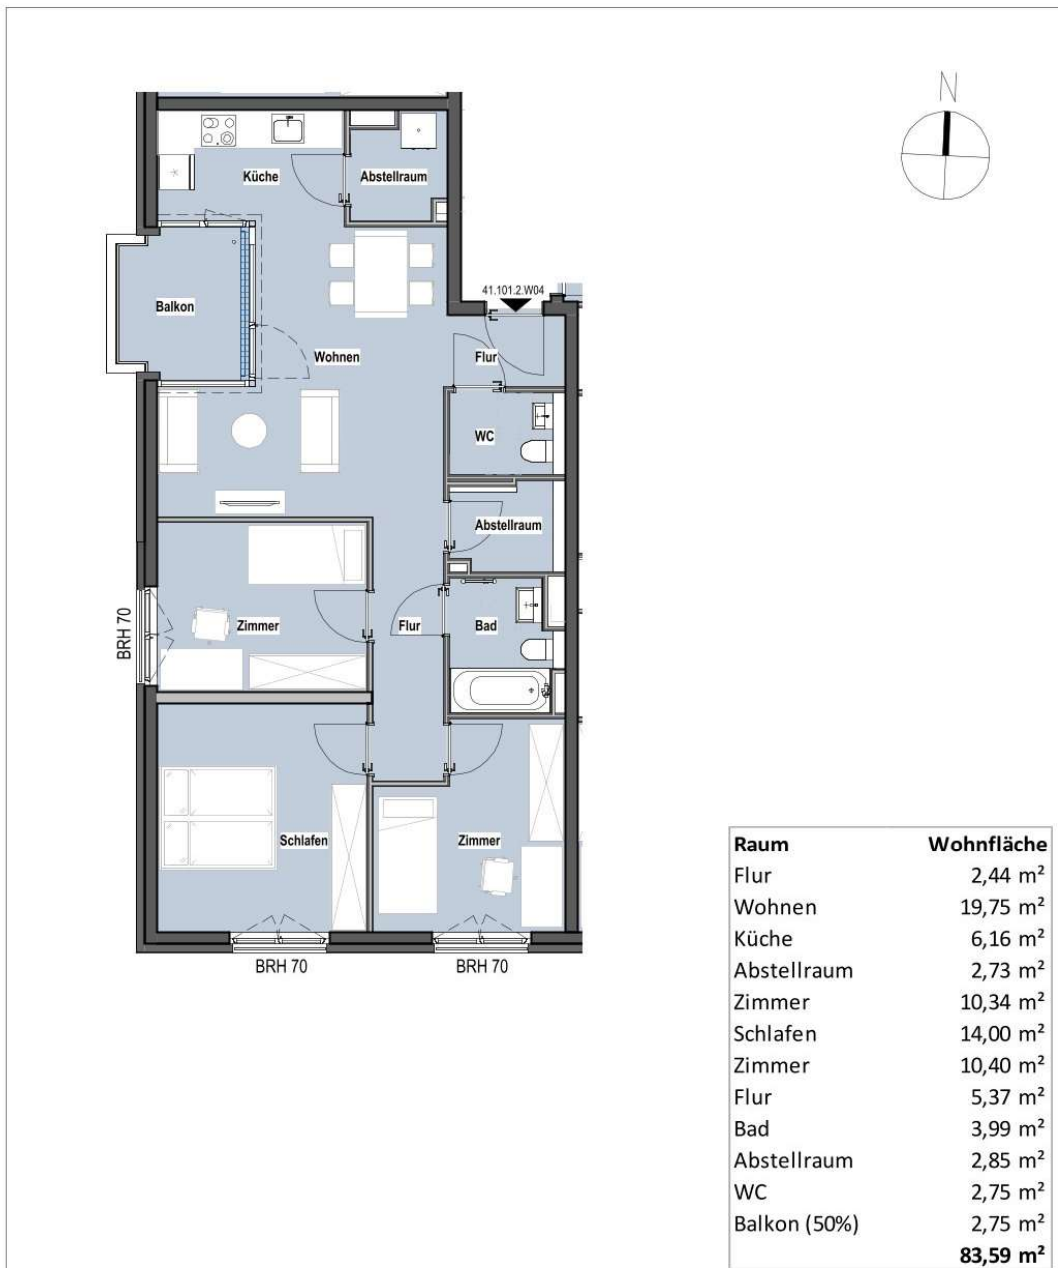 N
Küche
Abstellraum
41.101.2.W04
Balkon
Wohnen
Flur
WC
Abstellraum
BRH 70
Zimmer
Flur
Bad
Schlafen
Zimmer
BRH 70
BRH 70
Raum Wohnfläche
Flur 2,44 m²
Wohnen 19,75 m²
Küche 6,16 m²
Abstellraum 2,73 m²
Zimmer 10,34 m²
Schlafen 14,00 m²
Zimmer 10,40 m²
Flur 5,37 m²
Bad 3,99 m²
Abstellraum 2,85 m²
WC 2,75 m²
Balkon (50%) 2,75 m²
83,59 m²